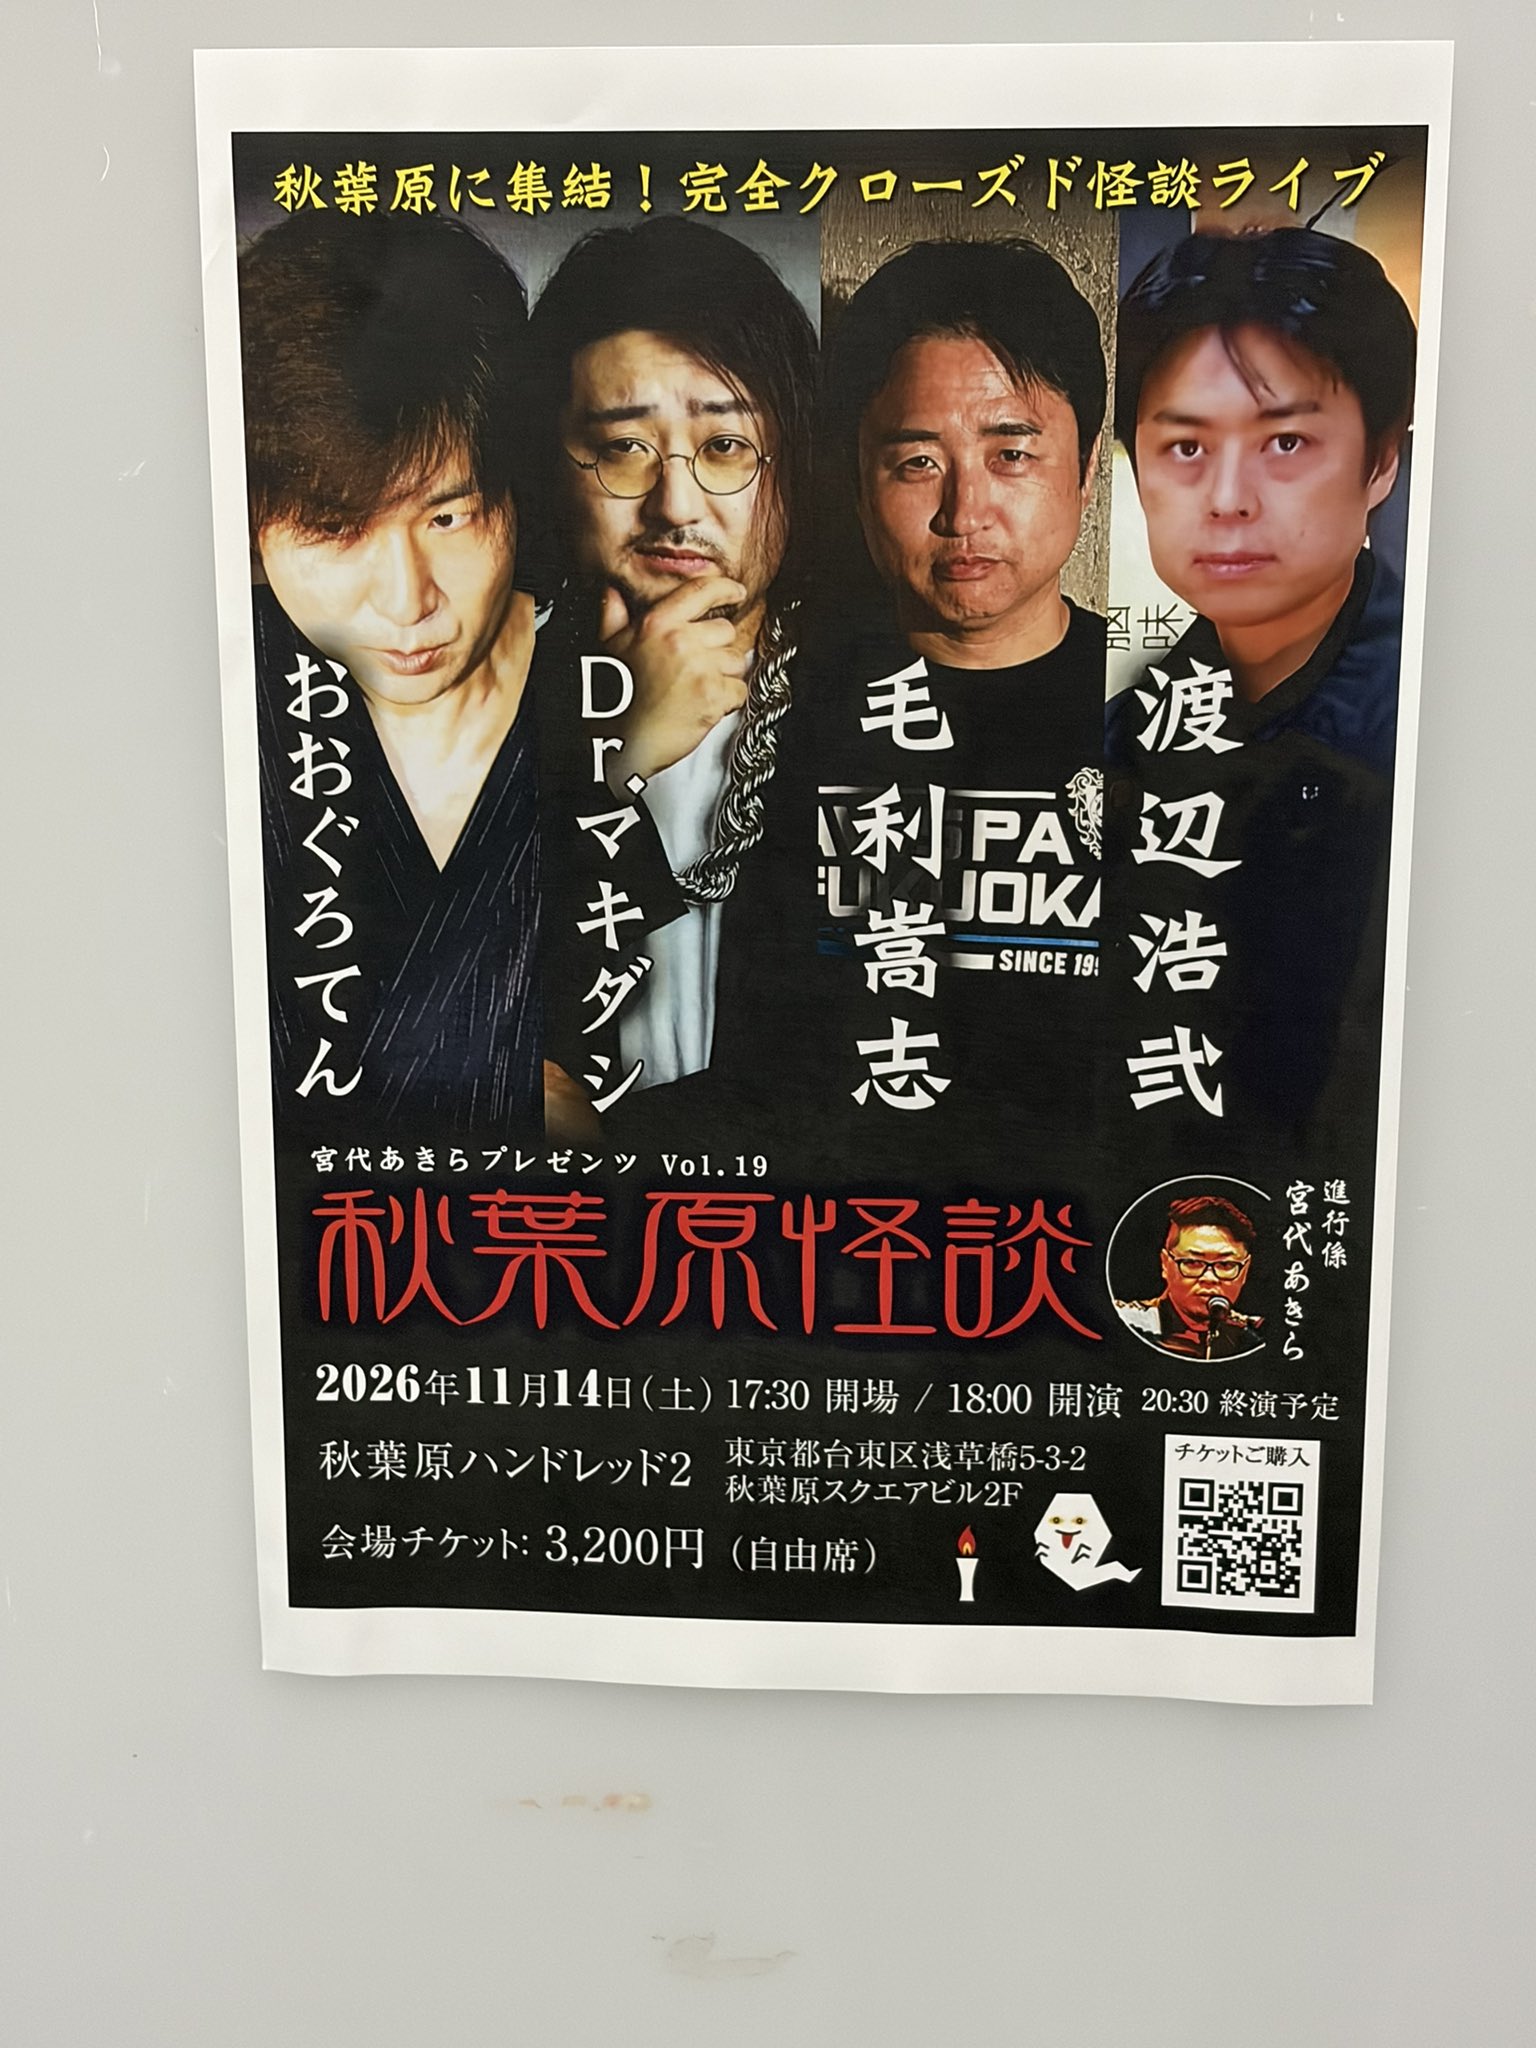 秋葉原に集結！完全クローズド怪談ライブ
おおぐろてん
Dr.マキダシ
毛利嵩志
渡辺浩弐
PA
FUKUOKA
SINCE 19
味
宮代あきらプレゼンツ Vol.19
秋葉原怪談
進行係
宮代あきら
2026年11月14日（土）17:30 開場 / 18:00 開演 20:30 終演予定
秋葉原ハンドレッド2
東京都台東区浅草橋5-3-2
秋葉原スクエアビル2F
会場チケット: 3,200円（自由席）
チケットご購入